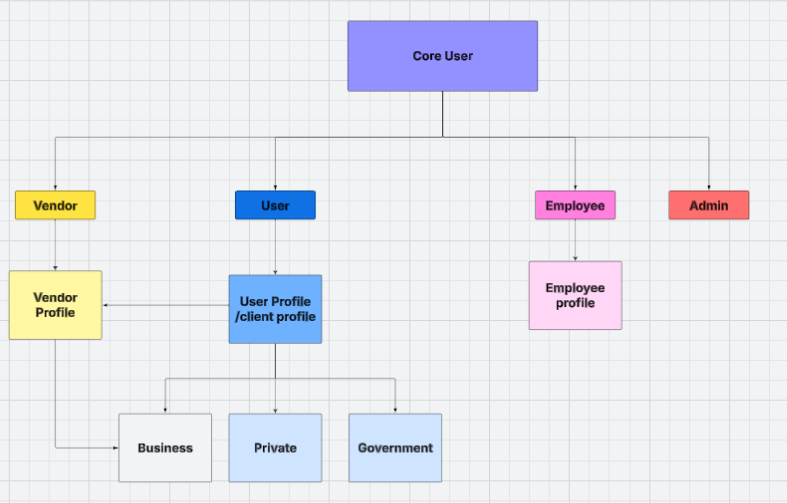 Core User
Vendor
User
Employee
Admin
Vendor
Profile
User Profile
/client profile
Employee
profile
Business
Private
Government